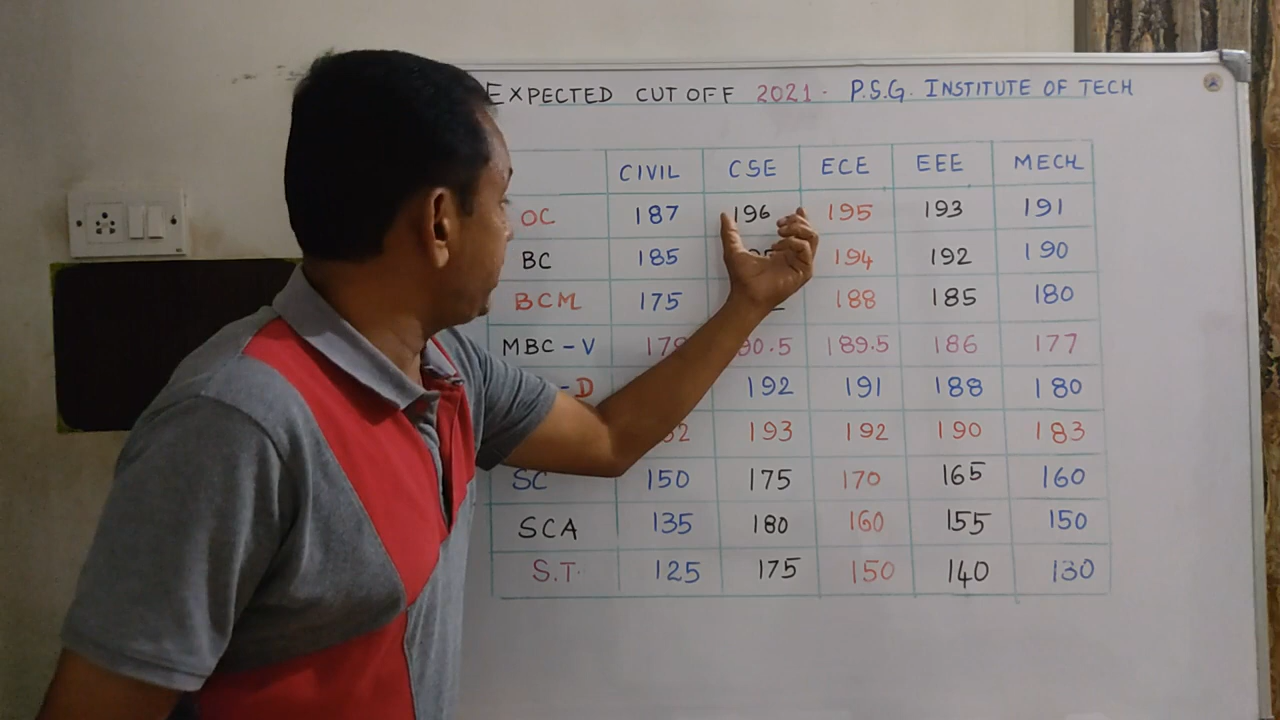 EXPECTED CUT OFF 2021 - P.S.G. INSTITUTE OF TECH
CIVIL CSE ECE EEE MECH
OC 187 196 195 193 191
BC 185 194 192 190
BCM 175 188 185 180
MBC - V 189.5 186 177
- D 192 191 188 180
193 192 190 183
SC 150 175 170 165 160
SCA 135 180 160 155 150
S.T. 125 175 150 140 130